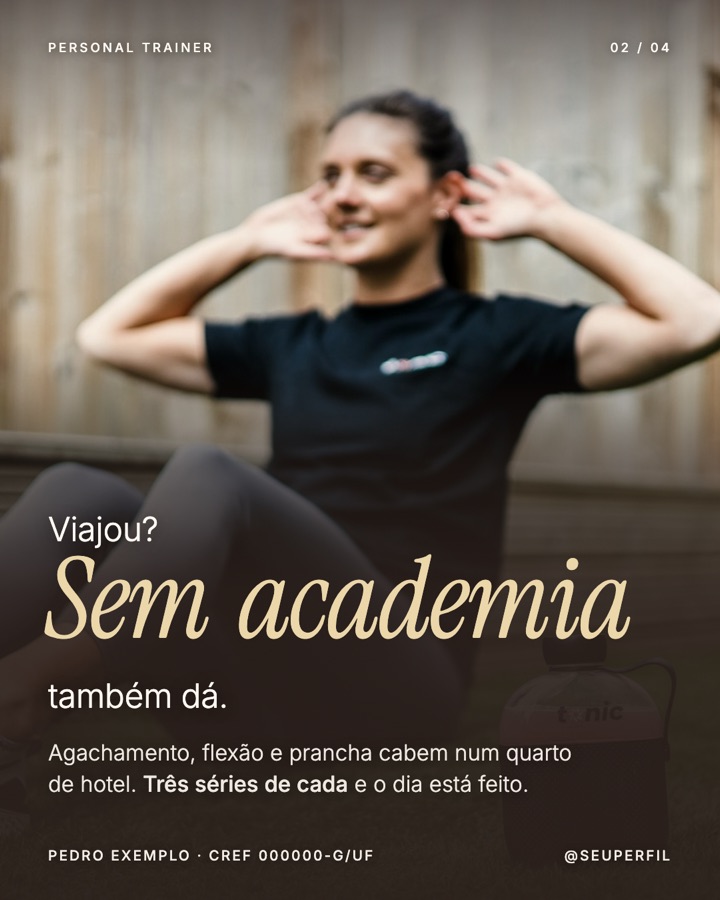 PERSONAL TRAINER
02 / 04
Viajou?
Sem academia
também dá.
Agachamento, flexão e prancha cabem num quarto
de hotel. Três séries de cada e o dia está feito.
PEDRO EXEMPLO · CREF 000000-G/UF
@SEUPERFIL